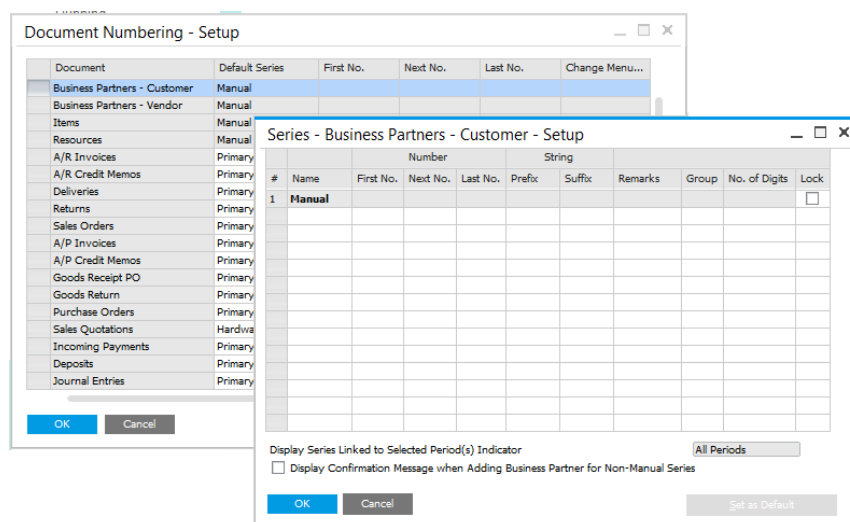 Document Numbering - Setup
Document Default Series First No. Next No. Last No. Change Menu...
Business Partners - Customer Manual
Business Partners - Vendor Manual
Items Manual
Resources Manual
A/R Invoices Primary
A/R Credit Memos Primary
Deliveries Primary
Returns Primary
Sales Orders Primary
A/P Invoices Primary
A/P Credit Memos Primary
Goods Receipt PO Primary
Goods Return Primary
Purchase Orders Primary
Sales Quotations Hardwa
Incoming Payments Primary
Deposits Primary
Journal Entries Primary
OK Cancel
Series - Business Partners - Customer - Setup
Number String
# Name First No. Next No. Last No. Prefix Suffix Remarks Group No. of Digits Lock
1 Manual
Display Series Linked to Selected Period(s) Indicator All Periods
Display Confirmation Message when Adding Business Partner for Non-Manual Series
OK Cancel Set as Default